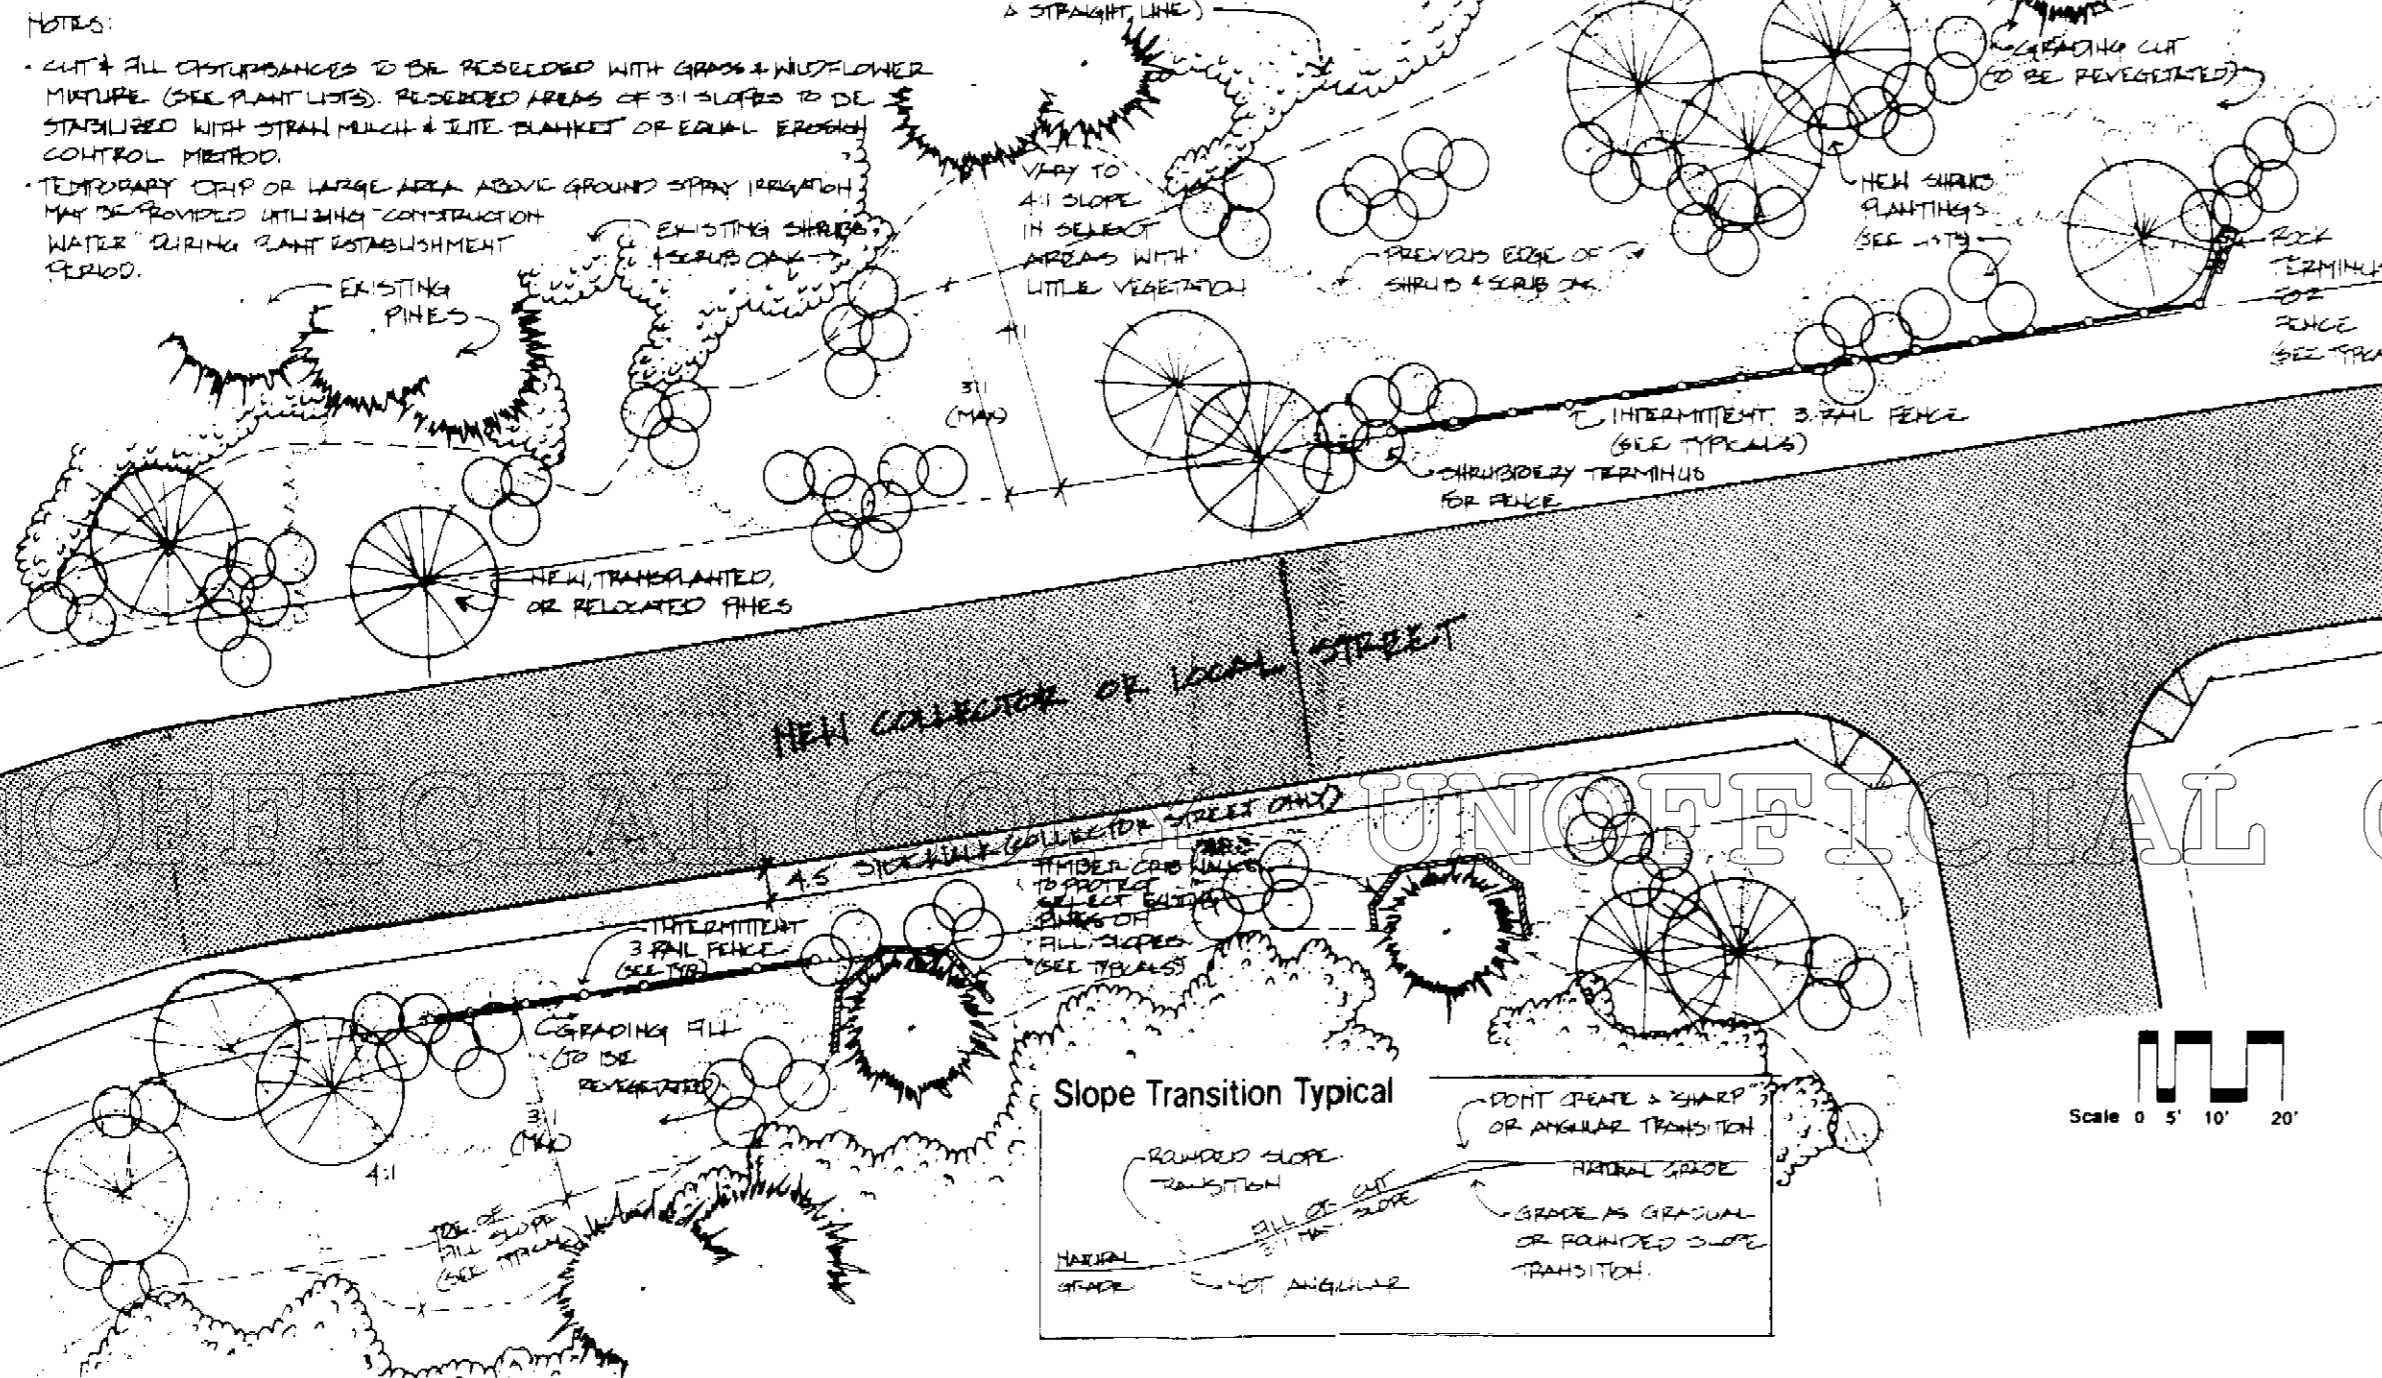 NOTES:
• CUT & FILL DISTURBANCES TO BE RESEEDED WITH GRASS & WILDFLOWER
MIXTURE (SEE PLANT LISTS). RESEEDED AREAS OF 3:1 SLOPES TO BE
STABILIZED WITH STRAW MULCH & JUTE BLANKET OR EQUAL EROSION
CONTROL METHOD.
• TEMPORARY DRIP OR LARGE AREA ABOVE GROUND SPRAY IRRIGATION
MAY BE PROVIDED UTILIZING "CONSTRUCTION
WATER" DURING PLANT ESTABLISHMENT
PERIOD.
A STRAIGHT LINE)
GRADING CUT
(TO BE REVEGETATED)
VARY TO
4:1 SLOPE
IN SELECT
AREAS WITH
LITTLE VEGETATION
NEW SHRUB
PLANTINGS
(SEE LISTS)
EXISTING SHRUBS
& SCRUB OAK
PREVIOUS EDGE OF
SHRUB & SCRUB OAK
ROCK
TERMINUS
FOR
FENCE
(SEE TYPICA
EXISTING
PINES
4:1
3:1
(MAX)
INTERMITTENT 3 RAIL FENCE
(SEE TYPICALS)
SHRUBBERY TERMINUS
FOR FENCE
NEW, TRANSPLANTED,
OR RELOCATED PINES
NEW COLLECTOR OR LOCAL STREET
NOFFICIAL COPY UNOFFICIAL C
4.5' SIDEWALK (COLLECTOR STREET ONLY)
TIMBER CRIB WALLS
TO PROTECT
SELECT EXISTING
PINES ON
FILL SLOPES
(SEE TYPICALS)
INTERMITTENT
3 RAIL FENCE
(SEE TYP.)
GRADING FILL
(TO BE
REVEGETATED)
3:1
(MAX)
4:1
TOE OF
FILL SLOPE
(SEE TYPICAL)
Slope Transition Typical
DON'T CREATE A SHARP
OR ANGULAR TRANSITION
ROUNDED SLOPE
TRANSITION
NATURAL GRADE
FILL OR CUT
3:1 MAX. SLOPE
GRADE AS GRADUAL
OR ROUNDED SLOPE
TRANSITION.
NATURAL
GRADE
NOT ANGULAR
Scale 0 5' 10' 20'